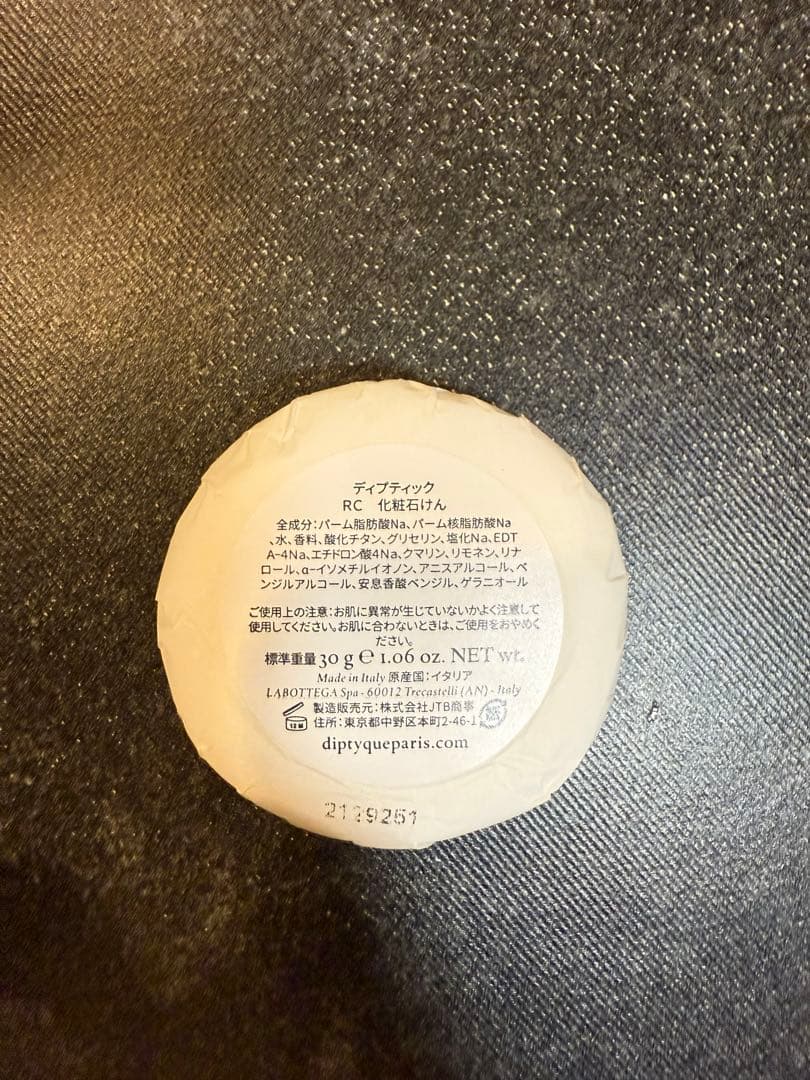 ディプティック
RC 化粧石けん
全成分：パーム脂肪酸Na、パーム核脂肪酸Na
、水、香料、酸化チタン、グリセリン、塩化Na、EDT
A-4Na、エチドロン酸4Na、クマリン、リモネン、リナ
ロール、α-イソメチルイオノン、アニスアルコール、ベ
ンジルアルコール、安息香酸ベンジル、ゲラニオール
ご使用上の注意：お肌に異常が生じていないかよく注意して
使用してください。お肌に合わないときは、ご使用をおやめく
ださい。
標準重量 30 g e 1.06 oz. NET wt.
Made in Italy 原産国：イタリア
LABOTTEGA Spa - 60012 Trecastelli (AN) - Italy
製造販売元：株式会社JTB商事
12M 住所：東京都中野区本町2-46-1
diptyqueparis.com
2129251